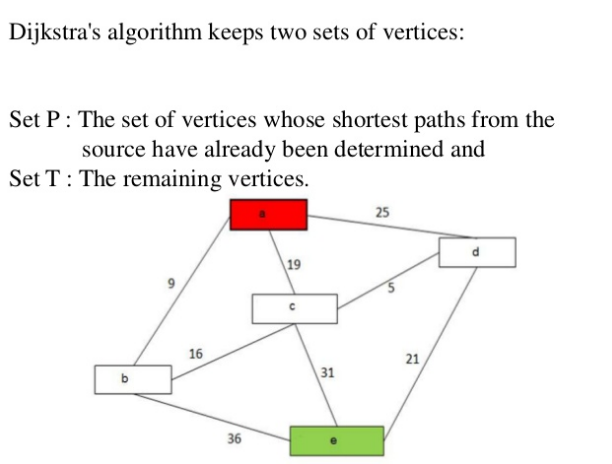 Dijkstra's algorithm keeps two sets of vertices:
Set P : The set of vertices whose shortest paths from the
source have already been determined and
Set T : The remaining vertices.
a
25
d
19
9
5
c
16
21
31
b
36
e